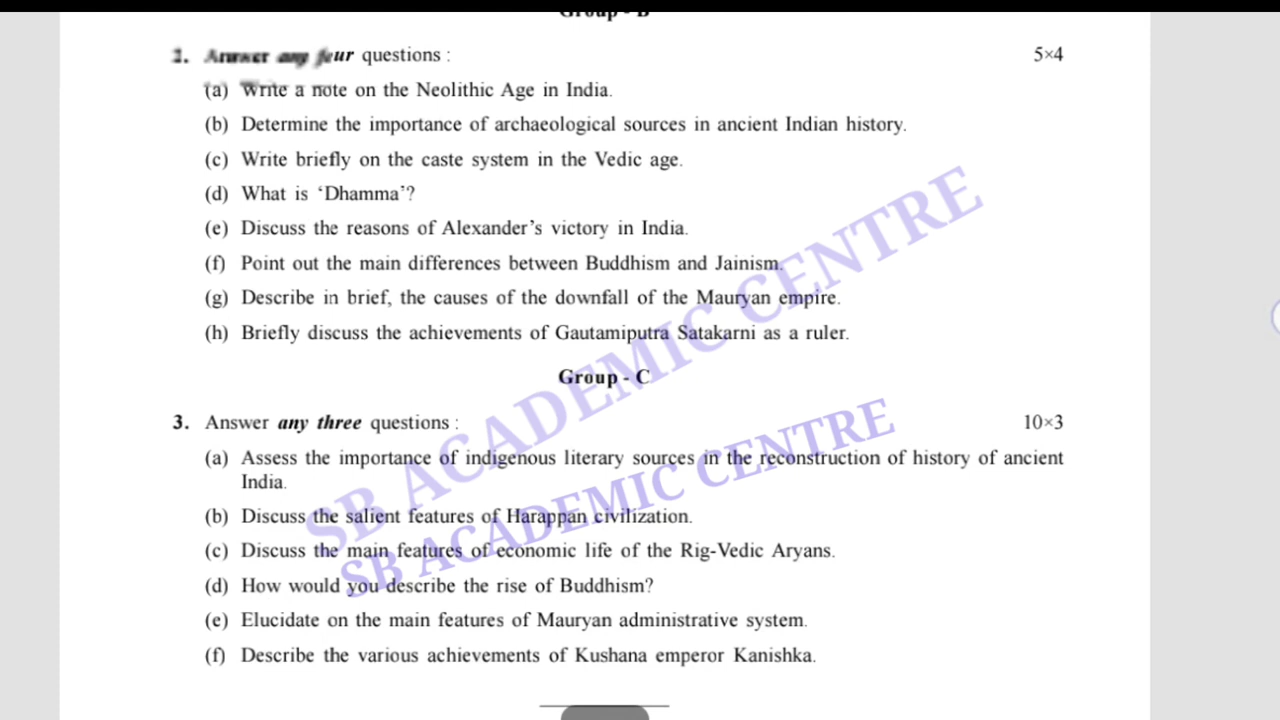 Group - B
2. Answer any four questions : 5×4
(a) Write a note on the Neolithic Age in India.
(b) Determine the importance of archaeological sources in ancient Indian history.
(c) Write briefly on the caste system in the Vedic age.
(d) What is ‘Dhamma’?
(e) Discuss the reasons of Alexander’s victory in India.
(f) Point out the main differences between Buddhism and Jainism.
(g) Describe in brief, the causes of the downfall of the Mauryan empire.
(h) Briefly discuss the achievements of Gautamiputra Satakarni as a ruler.
Group - C
3. Answer any three questions : 10×3
(a) Assess the importance of indigenous literary sources in the reconstruction of history of ancient
India.
(b) Discuss the salient features of Harappan civilization.
(c) Discuss the main features of economic life of the Rig-Vedic Aryans.
(d) How would you describe the rise of Buddhism?
(e) Elucidate on the main features of Mauryan administrative system.
(f) Describe the various achievements of Kushana emperor Kanishka.
SB ACADEMIC CENTRE
SB ACADEMIC CENTRE